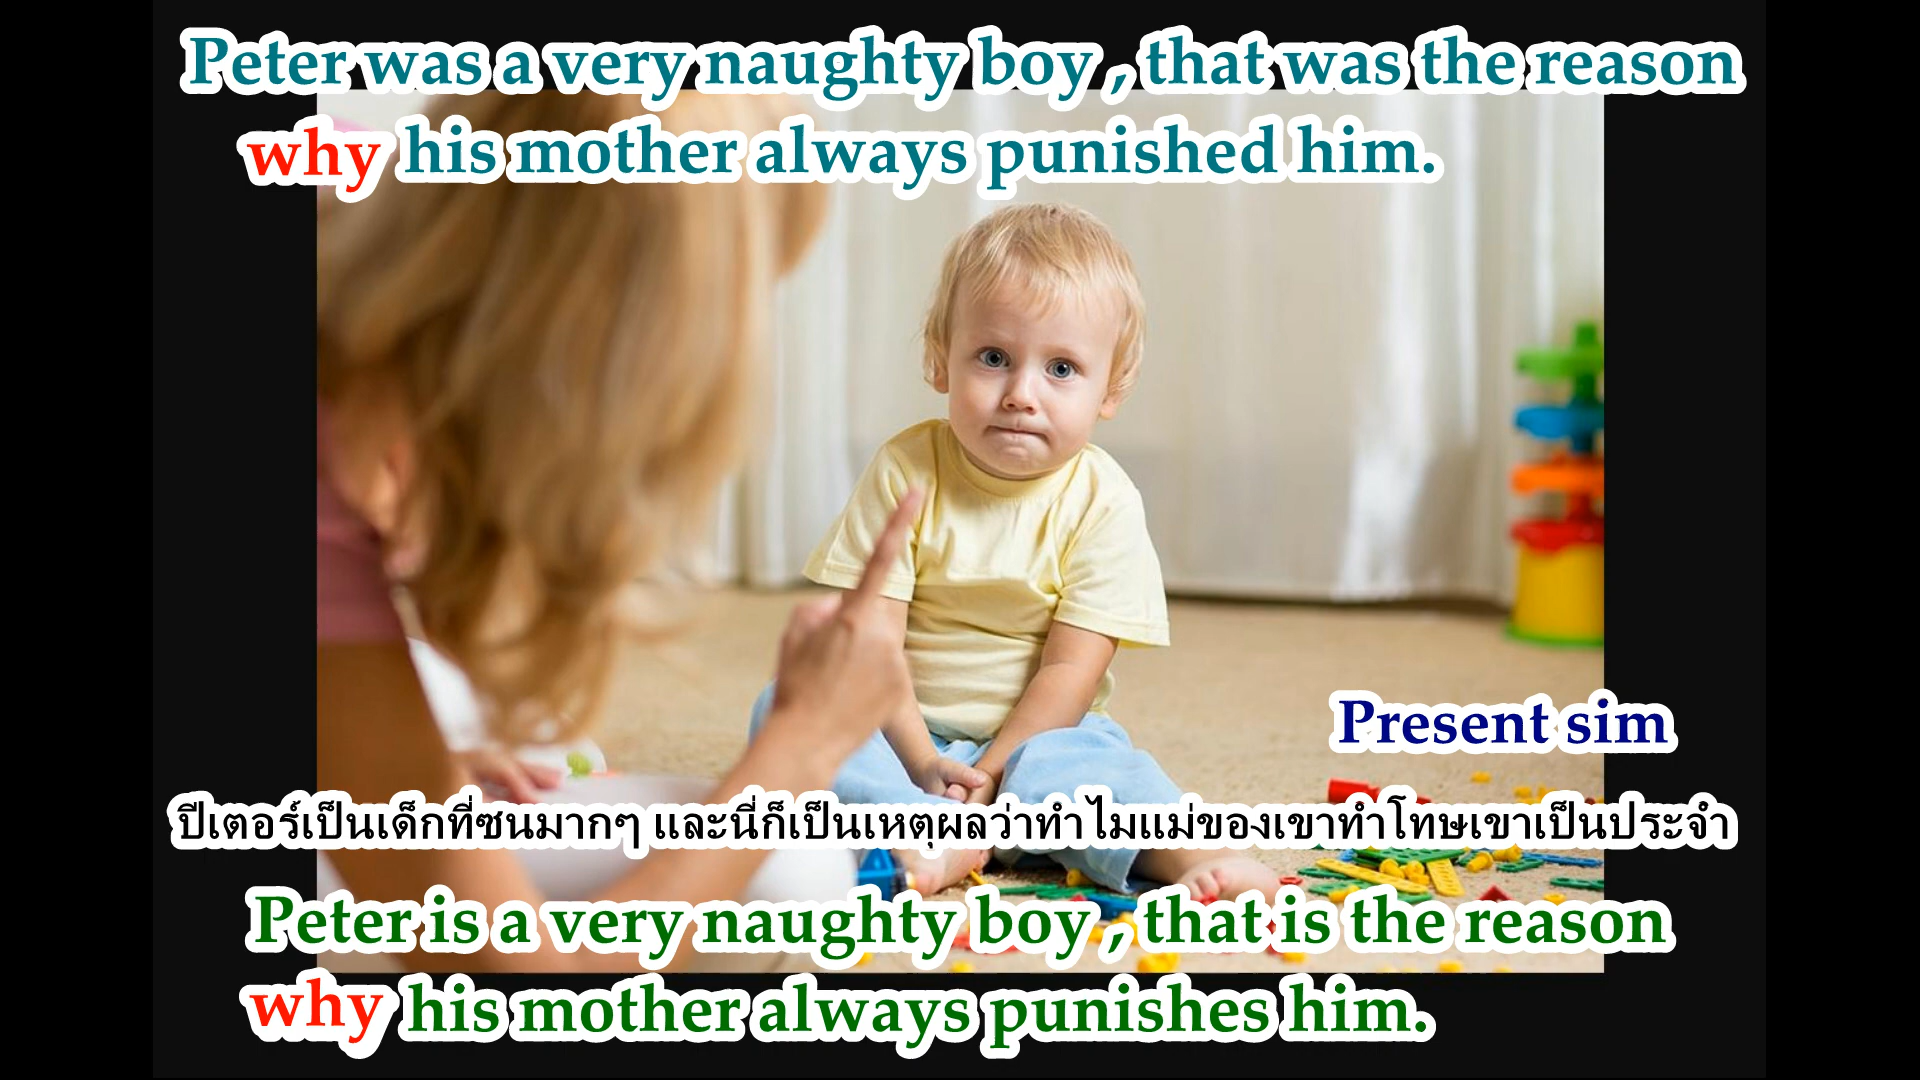 Peter was a very naughty boy , that was the reason
why his mother always punished him.
Present sim
ปีเตอร์เป็นเด็กที่ซนมากๆ และนี่ก็เป็นเหตุผลว่าทำไมแม่ของเขาทำโทษเขาเป็นประจำ
Peter is a very naughty boy , that is the reason
why his mother always punishes him.